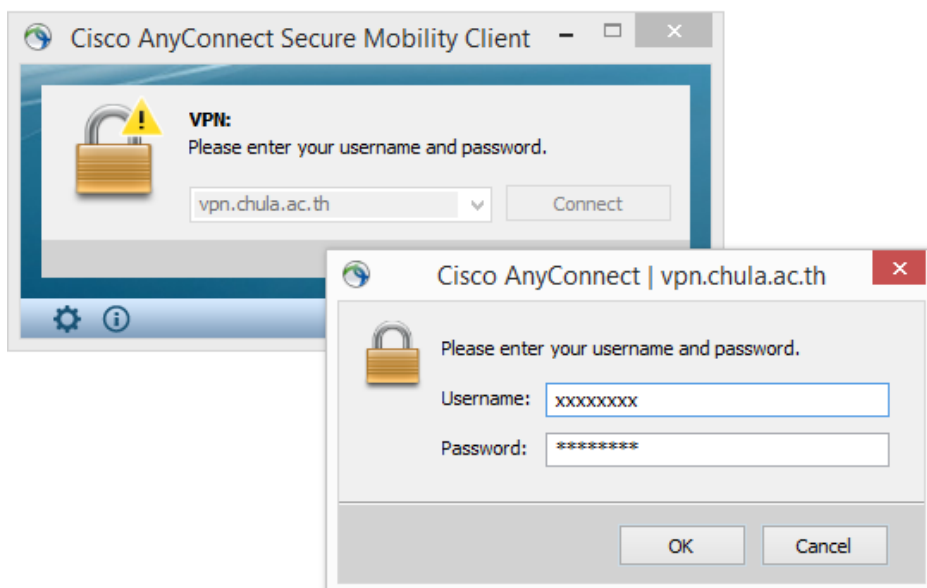 Cisco AnyConnect Secure Mobility Client
VPN:
Please enter your username and password.
vpn.chula.ac.th
Connect
Cisco AnyConnect | vpn.chula.ac.th
Please enter your username and password.
Username: xxxxxxxx
Password: ********
OK
Cancel